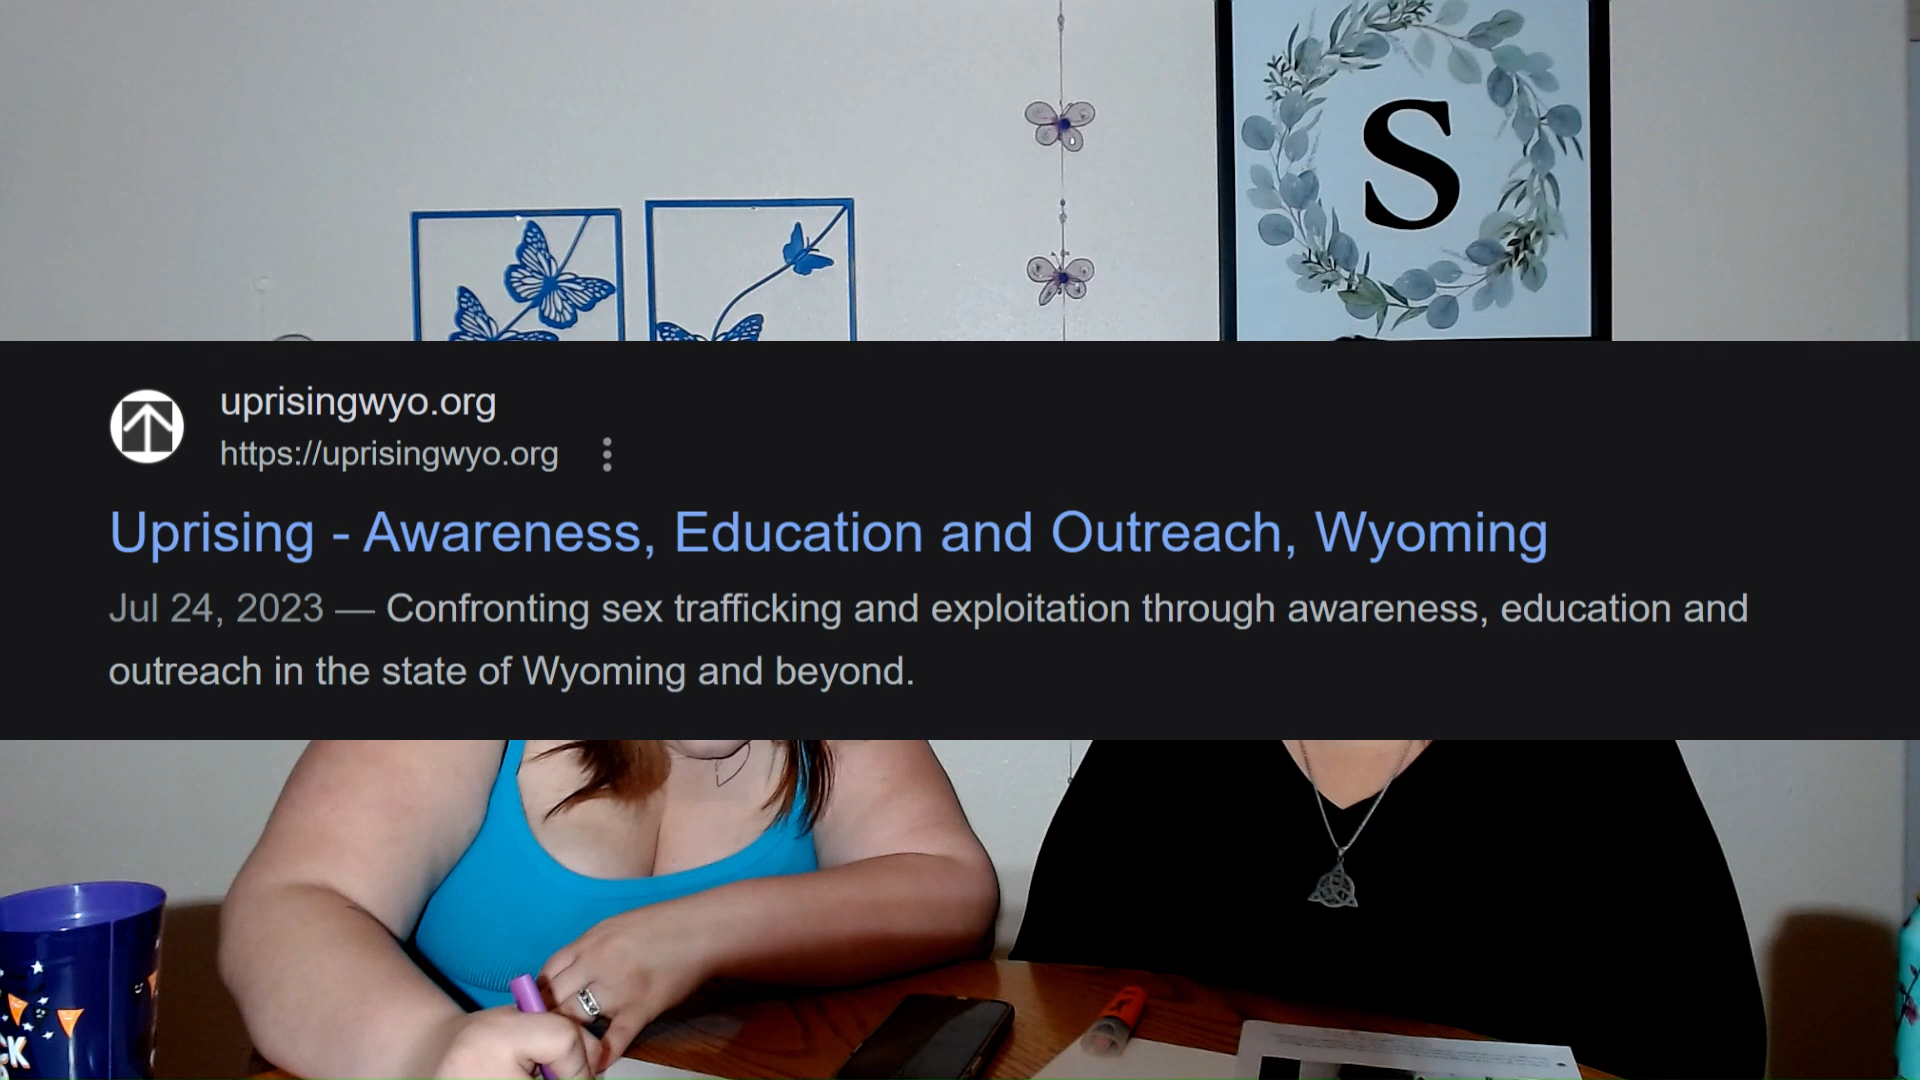 S
uprisingwyo.org
https://uprisingwyo.org
Uprising - Awareness, Education and Outreach, Wyoming
Jul 24, 2023 — Confronting sex trafficking and exploitation through awareness, education and
outreach in the state of Wyoming and beyond.
CK